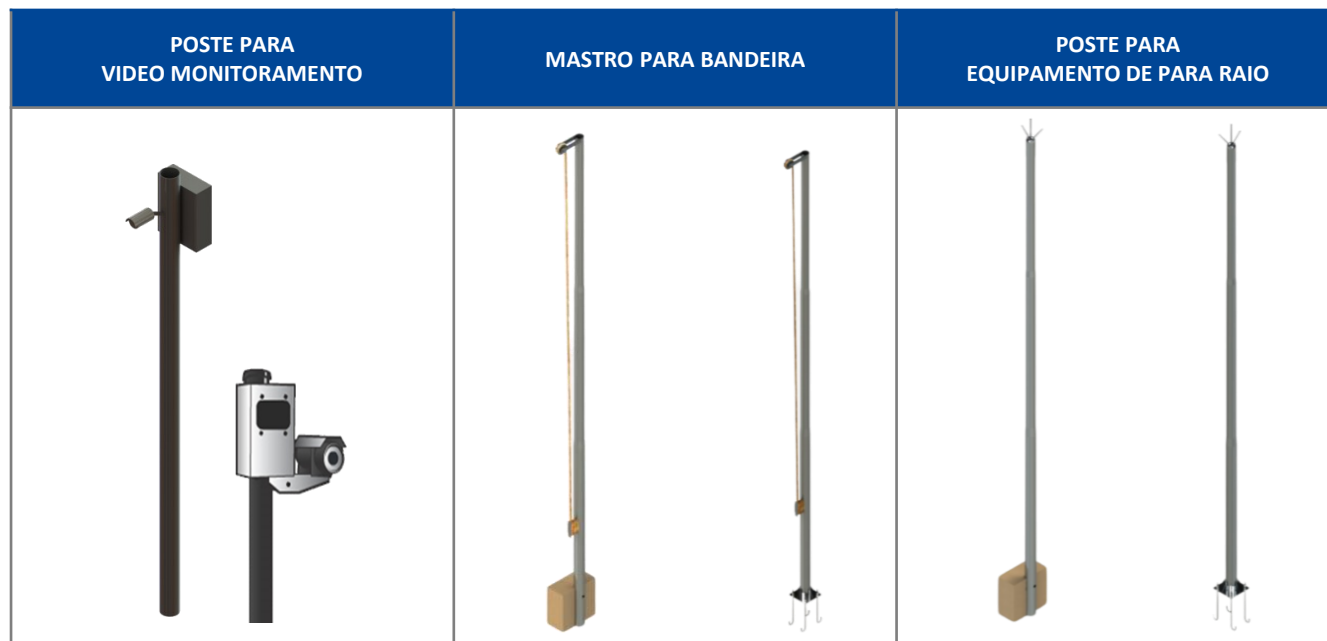 POSTE PARA
VIDEO MONITORAMENTO
MASTRO PARA BANDEIRA
POSTE PARA
EQUIPAMENTO DE PARA RAIO